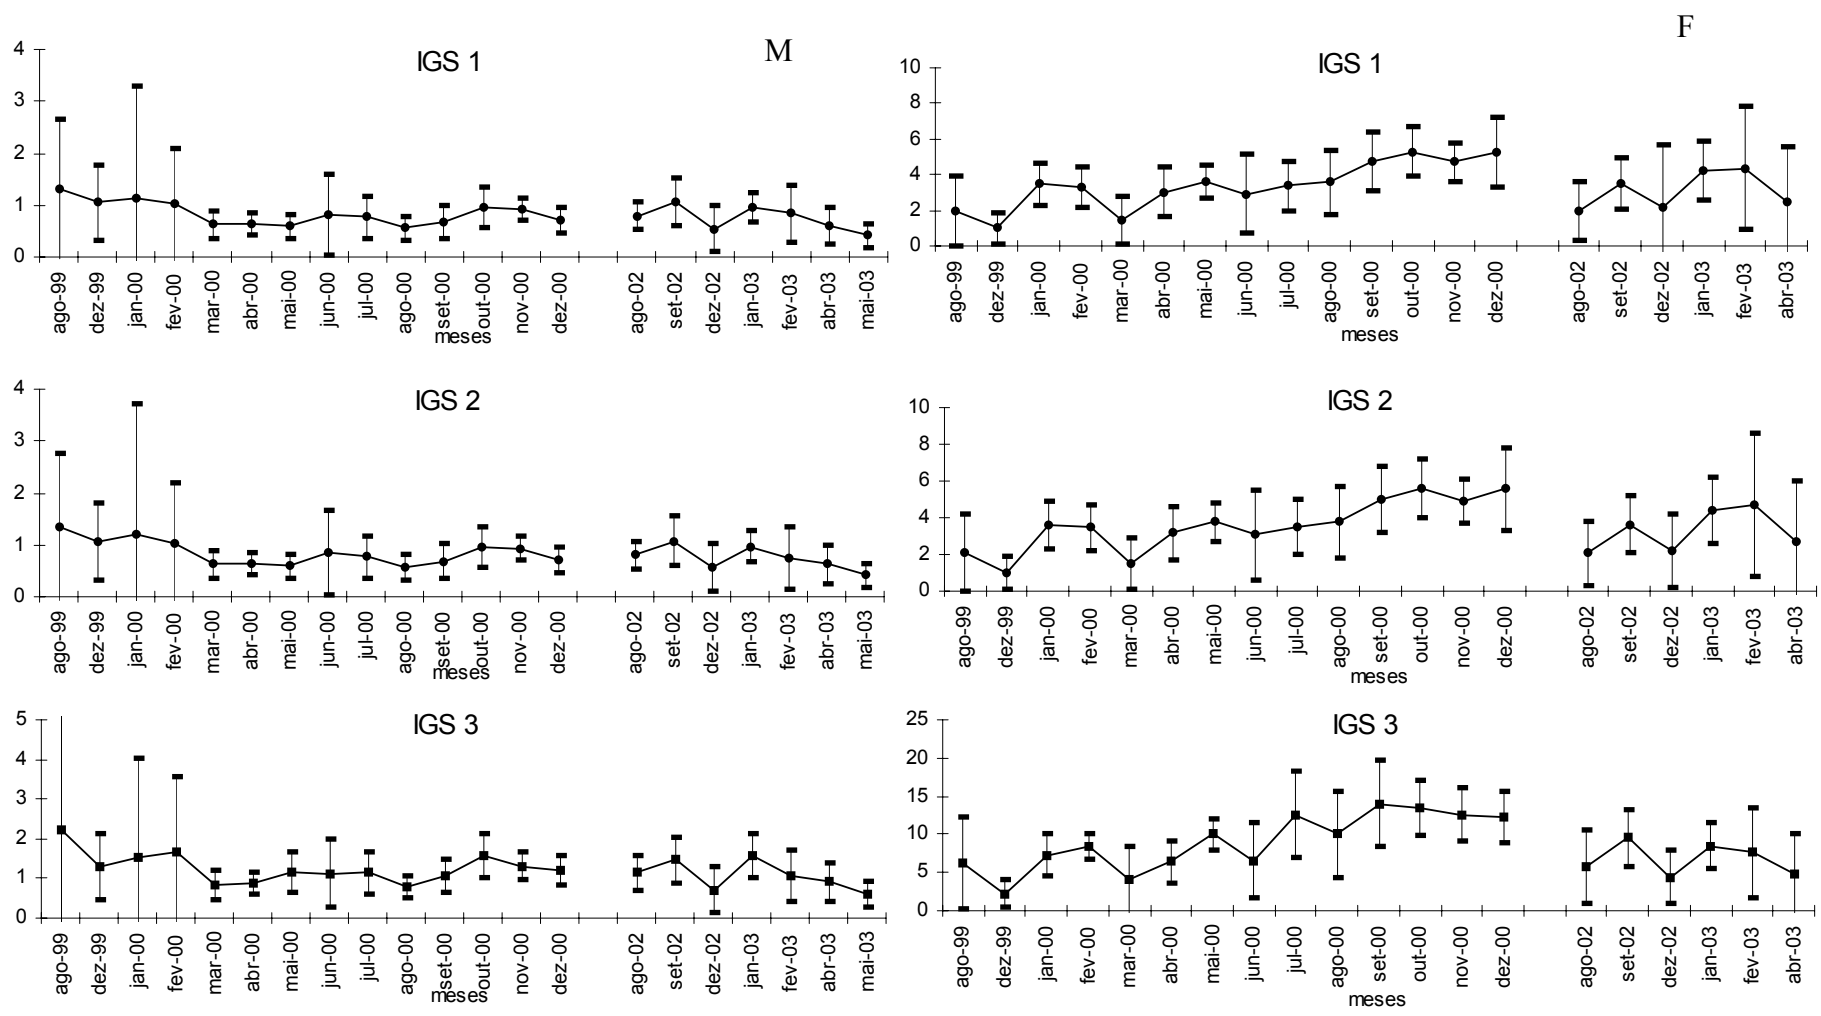 M
IGS 1
4
3
2
1
0
ago-99 dez-99 jan-00 fev-00 mar-00 abr-00 mai-00 jun-00 jul-00 ago-00 set-00 out-00 nov-00 dez-00 ago-02 set-02 dez-02 jan-03 fev-03 abr-03 mai-03
meses
F
IGS 1
10
8
6
4
2
0
ago-99 dez-99 jan-00 fev-00 mar-00 abr-00 mai-00 jun-00 jul-00 ago-00 set-00 out-00 nov-00 dez-00 ago-02 set-02 dez-02 jan-03 fev-03 abr-03
meses
IGS 2
4
3
2
1
0
ago-99 dez-99 jan-00 fev-00 mar-00 abr-00 mai-00 jun-00 jul-00 ago-00 set-00 out-00 nov-00 dez-00 ago-02 set-02 dez-02 jan-03 fev-03 abr-03 mai-03
meses
IGS 2
10
8
6
4
2
0
ago-99 dez-99 jan-00 fev-00 mar-00 abr-00 mai-00 jun-00 jul-00 ago-00 set-00 out-00 nov-00 dez-00 ago-02 set-02 dez-02 jan-03 fev-03 abr-03
meses
IGS 3
5
4
3
2
1
0
ago-99 dez-99 jan-00 fev-00 mar-00 abr-00 mai-00 jun-00 jul-00 ago-00 set-00 out-00 nov-00 dez-00 ago-02 set-02 dez-02 jan-03 fev-03 abr-03 mai-03
meses
IGS 3
25
20
15
10
5
0
ago-99 dez-99 jan-00 fev-00 mar-00 abr-00 mai-00 jun-00 jul-00 ago-00 set-00 out-00 nov-00 dez-00 ago-02 set-02 dez-02 jan-03 fev-03 abr-03
meses